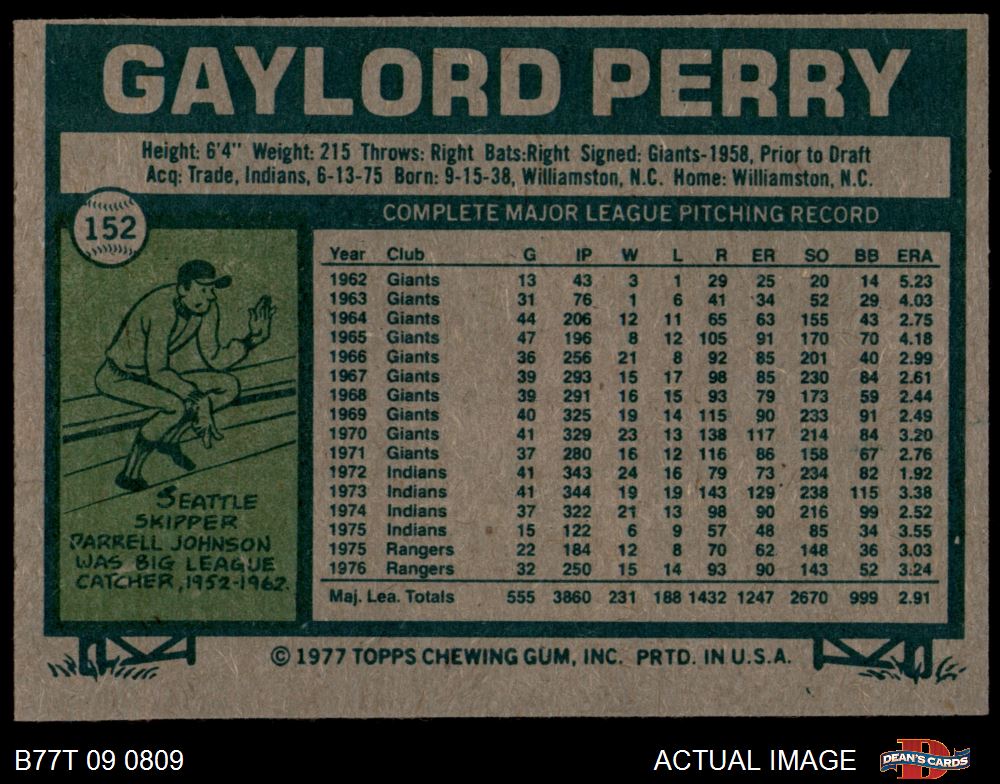 GAYLORD PERRY
Height: 6'4" Weight: 215 Throws: Right Bats:Right Signed: Giants-1958, Prior to Draft
Acq: Trade, Indians, 6-13-75 Born: 9-15-38, Williamston, N.C. Home: Williamston, N.C.
152
COMPLETE MAJOR LEAGUE PITCHING RECORD
Year Club G IP W L R ER SO BB ERA
1962 Giants 13 43 3 1 29 25 20 14 5.23
1963 Giants 31 76 1 6 41 34 52 29 4.03
1964 Giants 44 206 12 11 65 63 155 43 2.75
1965 Giants 47 196 8 12 105 91 170 70 4.18
1966 Giants 36 256 21 8 92 85 201 40 2.99
1967 Giants 39 293 15 17 98 85 230 84 2.61
1968 Giants 39 291 16 15 93 79 173 59 2.44
1969 Giants 40 325 19 14 115 90 233 91 2.49
1970 Giants 41 329 23 13 138 117 214 84 3.20
1971 Giants 37 280 16 12 116 86 158 67 2.76
1972 Indians 41 343 24 16 79 73 234 82 1.92
1973 Indians 41 344 19 19 143 129 238 115 3.38
1974 Indians 37 322 21 13 98 90 216 99 2.52
1975 Indians 15 122 6 9 57 48 85 34 3.55
1975 Rangers 22 184 12 8 70 62 148 36 3.03
1976 Rangers 32 250 15 14 93 90 143 52 3.24
Maj. Lea. Totals 555 3860 231 188 1432 1247 2670 999 2.91
SEATTLE
SKIPPER
DARRELL JOHNSON
WAS BIG LEAGUE
CATCHER, 1952-1962.
© 1977 TOPPS CHEWING GUM, INC. PRTD. IN U.S.A.
B77T 09 0809
ACTUAL IMAGE
DEAN'S CARDS